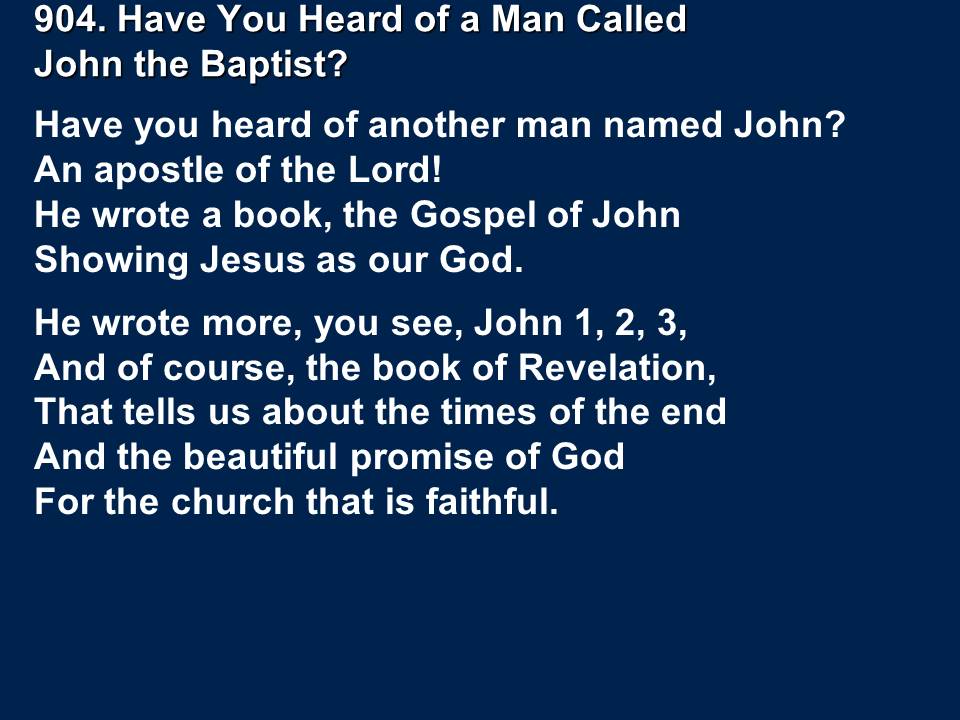 904. Have You Heard of a Man Called
John the Baptist?
Have you heard of another man named John?
An apostle of the Lord!
He wrote a book, the Gospel of John
Showing Jesus as our God.
He wrote more, you see, John 1, 2, 3,
And of course, the book of Revelation,
That tells us about the times of the end
And the beautiful promise of God
For the church that is faithful.